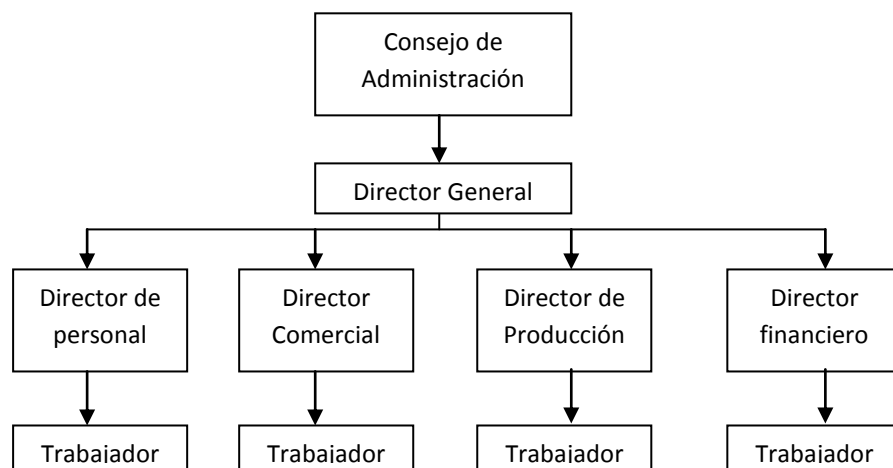 Consejo de
Administración
Director General
Director de
personal
Director
Comercial
Director de
Producción
Director
financiero
Trabajador
Trabajador
Trabajador
Trabajador